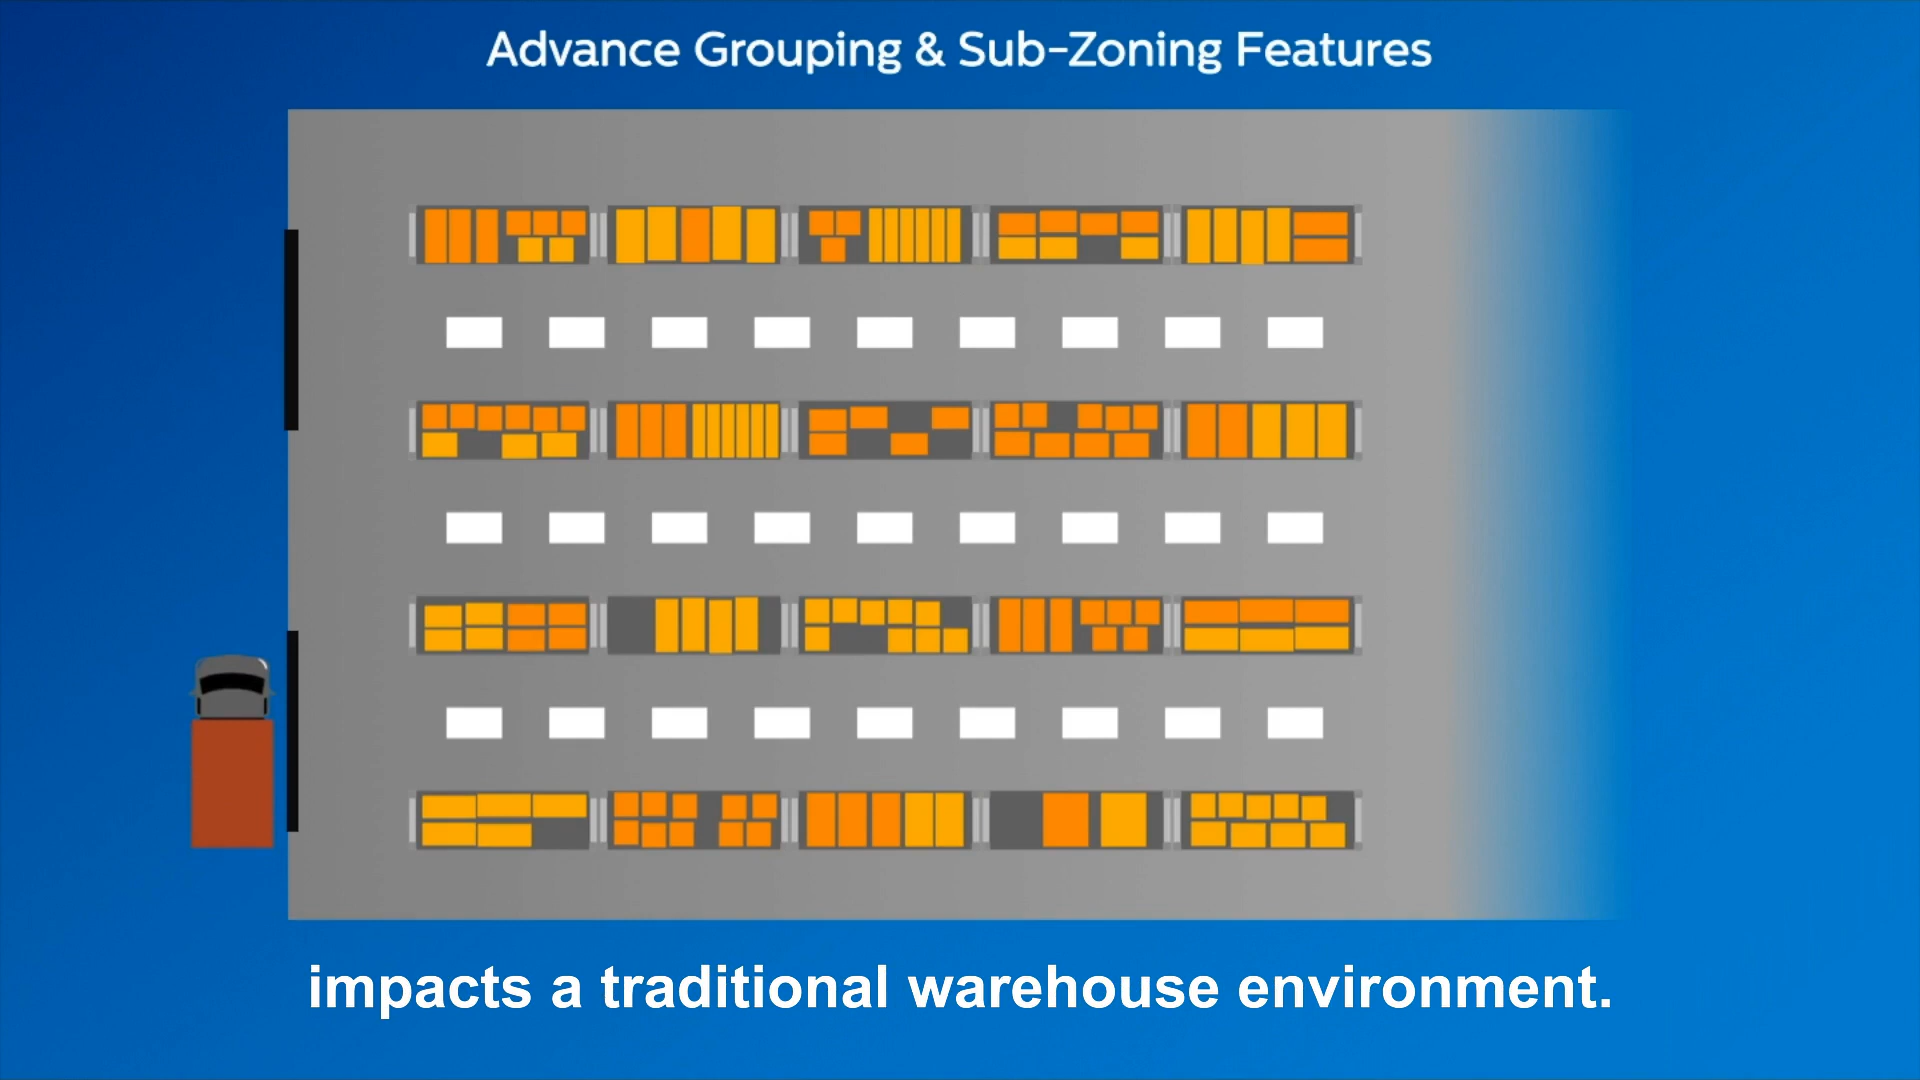 Advance Grouping & Sub-Zoning Features
impacts a traditional warehouse environment.